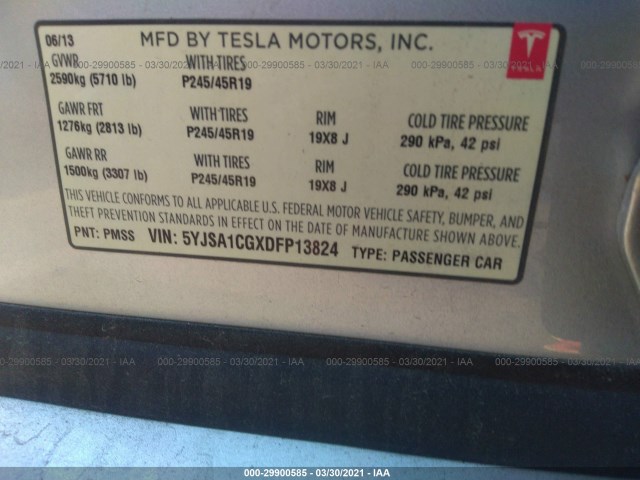 06/13 MFD BY TESLA MOTORS, INC.
TESLA
GVWR WITH TIRES
2590kg (5710 lb) P245/45R19
GAWR FRT WITH TIRES RIM COLD TIRE PRESSURE
1276kg (2813 lb) P245/45R19 19X8 J 290 kPa, 42 psi
GAWR RR WITH TIRES RIM COLD TIRE PRESSURE
1500kg (3307 lb) P245/45R19 19X8 J 290 kPa, 42 psi
THIS VEHICLE CONFORMS TO ALL APPLICABLE U.S. FEDERAL MOTOR VEHICLE SAFETY, BUMPER, AND
THEFT PREVENTION STANDARDS IN EFFECT ON THE DATE OF MANUFACTURE SHOWN ABOVE.
PNT: PMSS VIN: 5YJSA1CGXDFP13824 TYPE: PASSENGER CAR
000-29900585 - 03/30/2021 - IAA